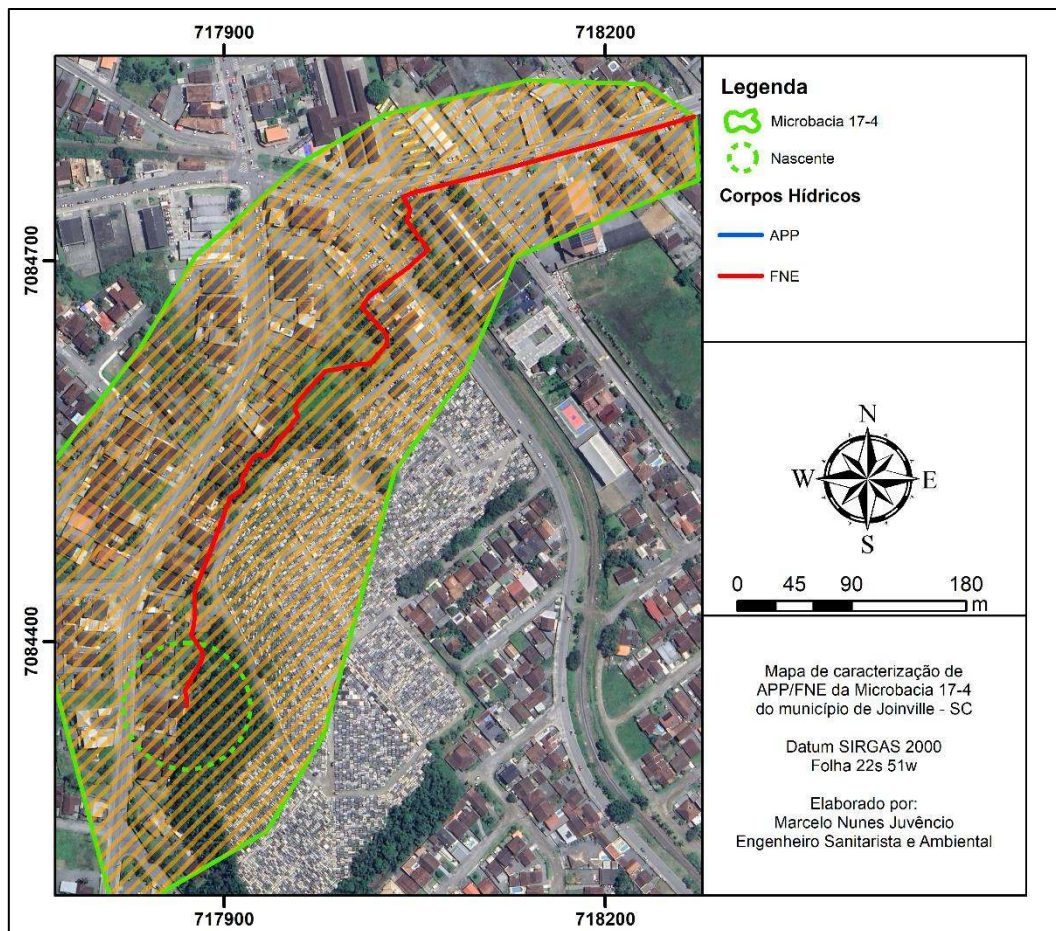 717900
718200
7084700
7084400
717900
718200
Legenda
Microbacia 17-4
Nascente
Corpos Hídricos
APP
FNE
N
W
E
S
0
45
90
180
m
Mapa de caracterização de
APP/FNE da Microbacia 17-4
do município de Joinville - SC
Datum SIRGAS 2000
Folha 22s 51w
Elaborado por:
Marcelo Nunes Juvêncio
Engenheiro Sanitarista e Ambiental